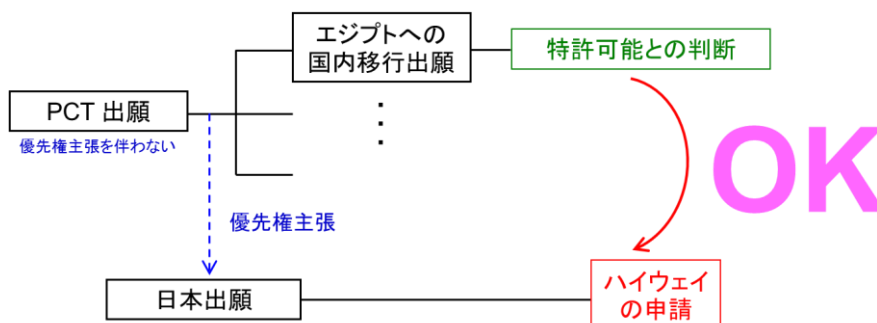 エジプトへの
国内移行出願
特許可能との判断
PCT 出願
優先権主張を伴わない
OK
優先権主張
日本出願
ハイウェイ
の申請